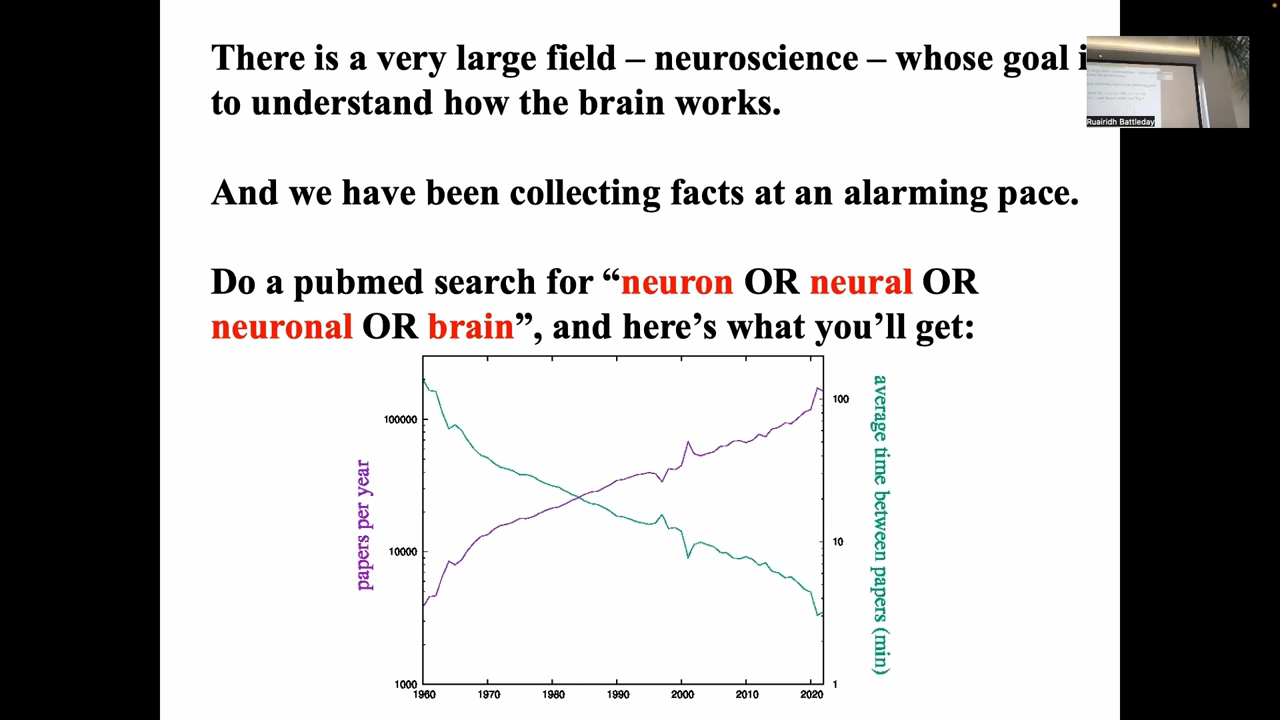 There is a very large field – neuroscience – whose goal i
to understand how the brain works.
And we have been collecting facts at an alarming pace.
Do a pubmed search for “neuron OR neural OR
neuronal OR brain”, and here’s what you’ll get:
papers per year
100000
10000
1000
1960
1970
1980
1990
2000
2010
2020
100
10
1
average time between papers (min)
Ruairidh Battleday